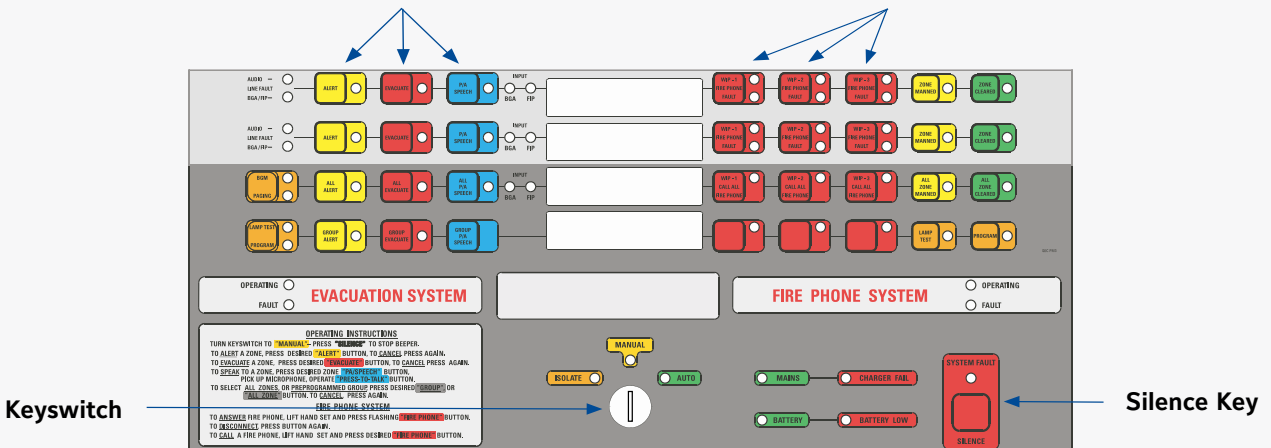 AUDIO –
LINE FAULT
BGA/FIP–
ALERT
EVACUATE
P/A
SPEECH
INPUT
BGA
FIP
WIP-1
FIRE PHONE
FAULT
WIP-2
FIRE PHONE
FAULT
WIP-3
FIRE PHONE
FAULT
ZONE
MANNED
ZONE
CLEARED
AUDIO –
LINE FAULT
BGA/FIP–
ALERT
EVACUATE
P/A
SPEECH
INPUT
BGA
FIP
WIP-1
FIRE PHONE
FAULT
WIP-2
FIRE PHONE
FAULT
WIP-3
FIRE PHONE
FAULT
ZONE
MANNED
ZONE
CLEARED
BGM
PAGING
ALL
ALERT
ALL
EVACUATE
ALL
P/A
SPEECH
INPUT
BGA
FIP
WIP-1
CALL ALL
FIRE PHONE
WIP-2
CALL ALL
FIRE PHONE
WIP-3
CALL ALL
FIRE PHONE
ALL
ZONE
MANNED
ALL
ZONE
CLEARED
LAMP TEST
PROGRAM
GROUP
ALERT
GROUP
EVACUATE
GROUP
P/A
SPEECH
LAMP
TEST
PROGRAM
OPERATING
FAULT
EVACUATION SYSTEM
FIRE PHONE SYSTEM
OPERATING
FAULT
OPERATING INSTRUCTIONS
TURN KEYSWITCH TO "MANUAL"– PRESS "SILENCE" TO STOP BEEPER.
TO ALERT A ZONE, PRESS DESIRED "ALERT" BUTTON, TO CANCEL PRESS AGAIN.
TO EVACUATE A ZONE, PRESS DESIRED "EVACUATE" BUTTON, TO CANCEL PRESS AGAIN.
TO SPEAK TO A ZONE, PRESS DESIRED ZONE "PA/SPEECH" BUTTON,
PICK UP MICROPHONE, OPERATE "PRESS-TO-TALK" BUTTON.
TO SELECT ALL ZONES, OR PREPROGRAMMED GROUP, PRESS DESIRED "GROUP" OR
"ALL ZONE" BUTTON. TO CANCEL, PRESS AGAIN.
FIRE PHONE SYSTEM
TO ANSWER FIRE PHONE, LIFT HAND SET AND PRESS FLASHING "FIRE PHONE" BUTTON.
TO DISCONNECT, PRESS BUTTON AGAIN.
TO CALL A FIRE PHONE, LIFT HAND SET AND PRESS DESIRED "FIRE PHONE" BUTTON.
MANUAL
ISOLATE
AUTO
MAINS
CHARGER FAIL
BATTERY
BATTERY LOW
SYSTEM FAULT
SILENCE
Keyswitch
Silence Key